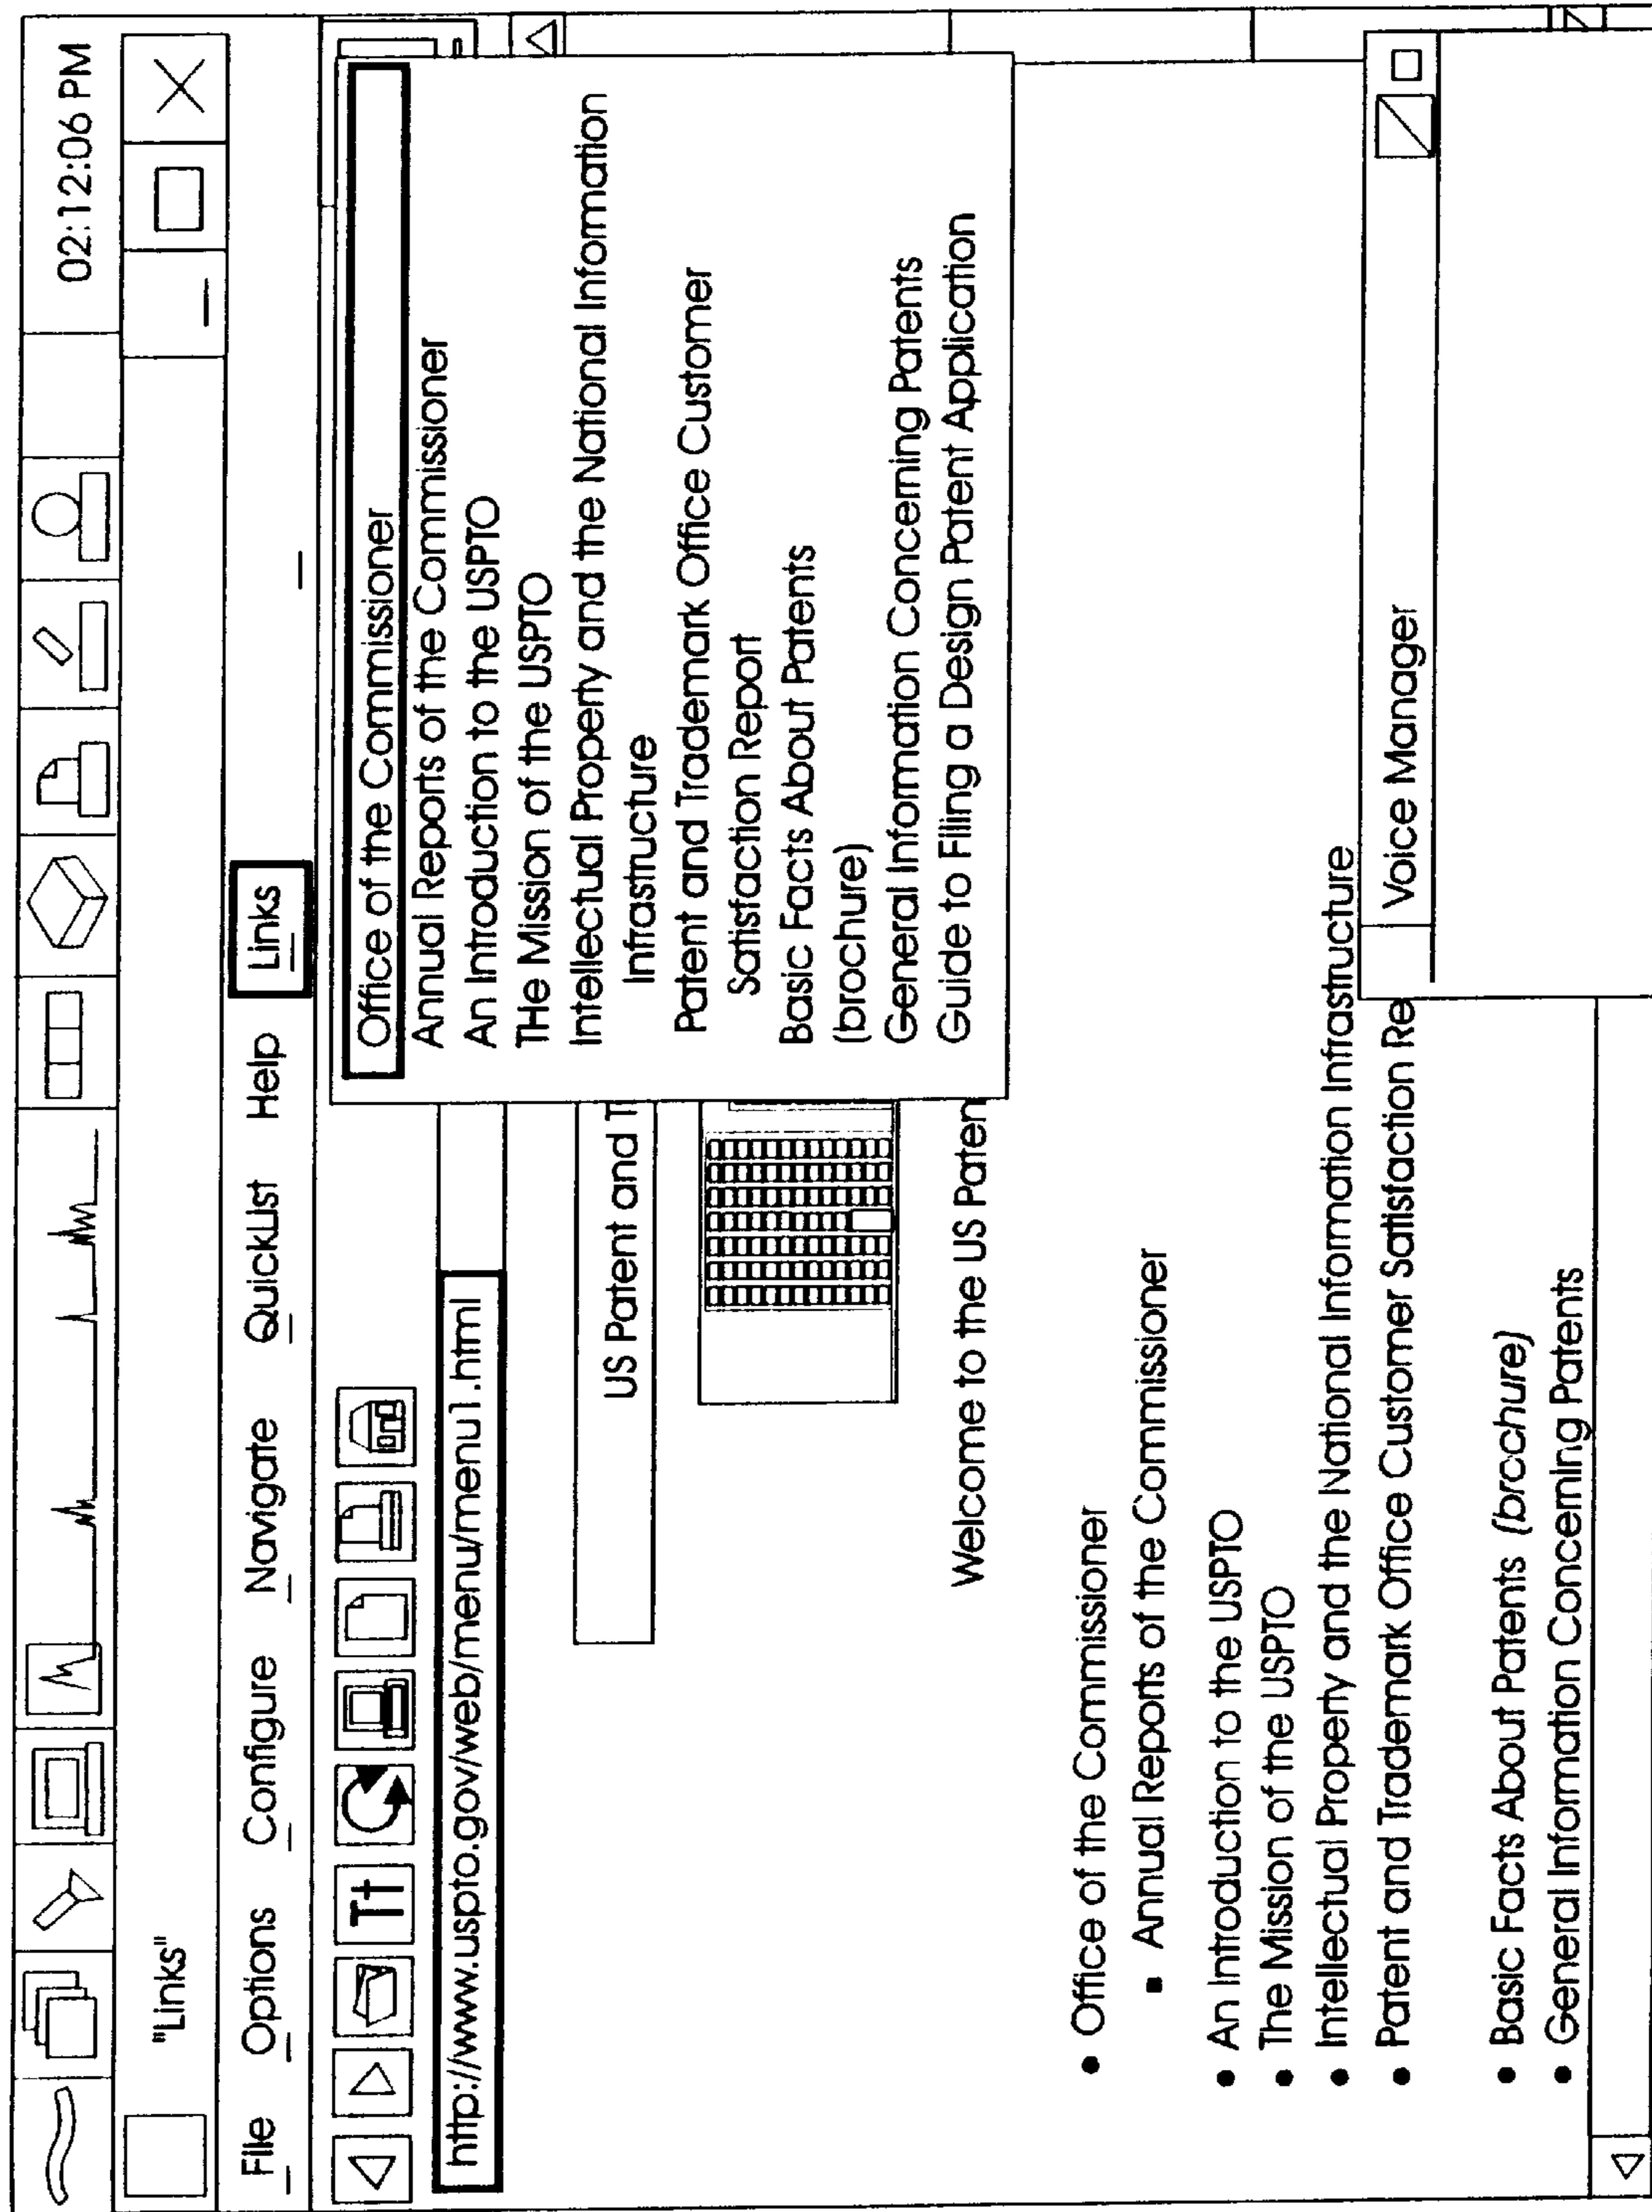 02:12:06 PM
"Links"
File Options Configure Navigate QuickList Help Links
Office of the Commissioner
Annual Reports of the Commissioner
An Introduction to the USPTO
THe Mission of the USPTO
Intellectual Property and the National Information
Infrastructure
Patent and Trademark Office Customer
Satisfaction Report
Basic Facts About Patents
(brochure)
General Information Concerning Patents
Guide to Filing a Design Patent Application
Tt
http://www.uspto.gov/web/menu/menu1.html
US Patent and T
Welcome to the US Paten
• Office of the Commissioner
▪ Annual Reports of the Commissioner
• An Introduction to the USPTO
• The Mission of the USPTO
• Intellectual Property and the National Information Infrastructure
• Patent and Trademark Office Customer Satisfaction Re
• Basic Facts About Patents (brochure)
• General Information Concerning Patents
Voice Manager